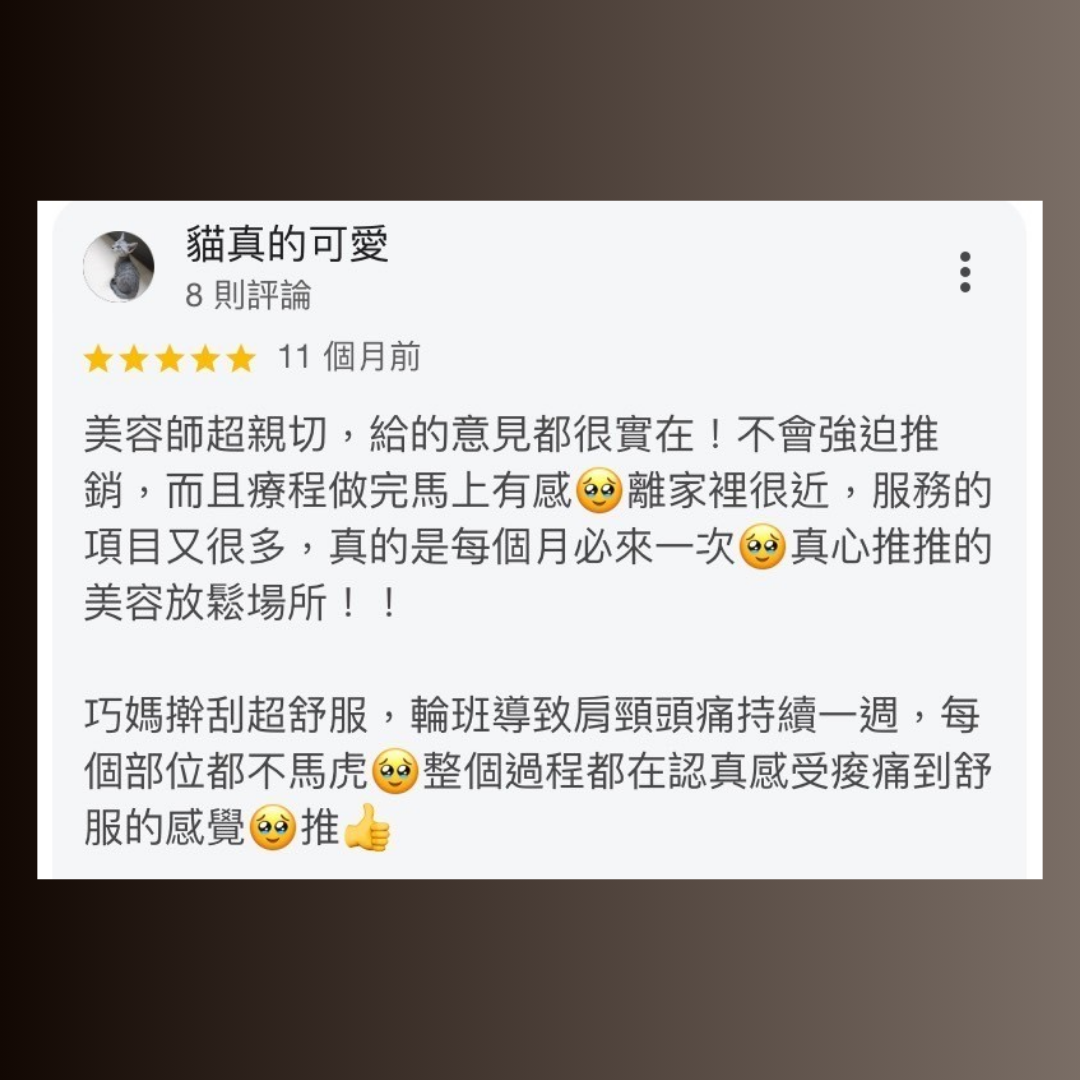 貓真的可愛
8 則評論
11 個月前
美容師超親切，給的意見都很實在！不會強迫推
銷，而且療程做完馬上有感🥹離家裡很近，服務的
項目又很多，真的是每個月必來一次🥹真心推推的
美容放鬆場所！！
巧媽擀刮超舒服，輪班導致肩頸頭痛持續一週，每
個部位都不馬虎🥹整個過程都在認真感受痠痛到舒
服的感覺🥹推👍